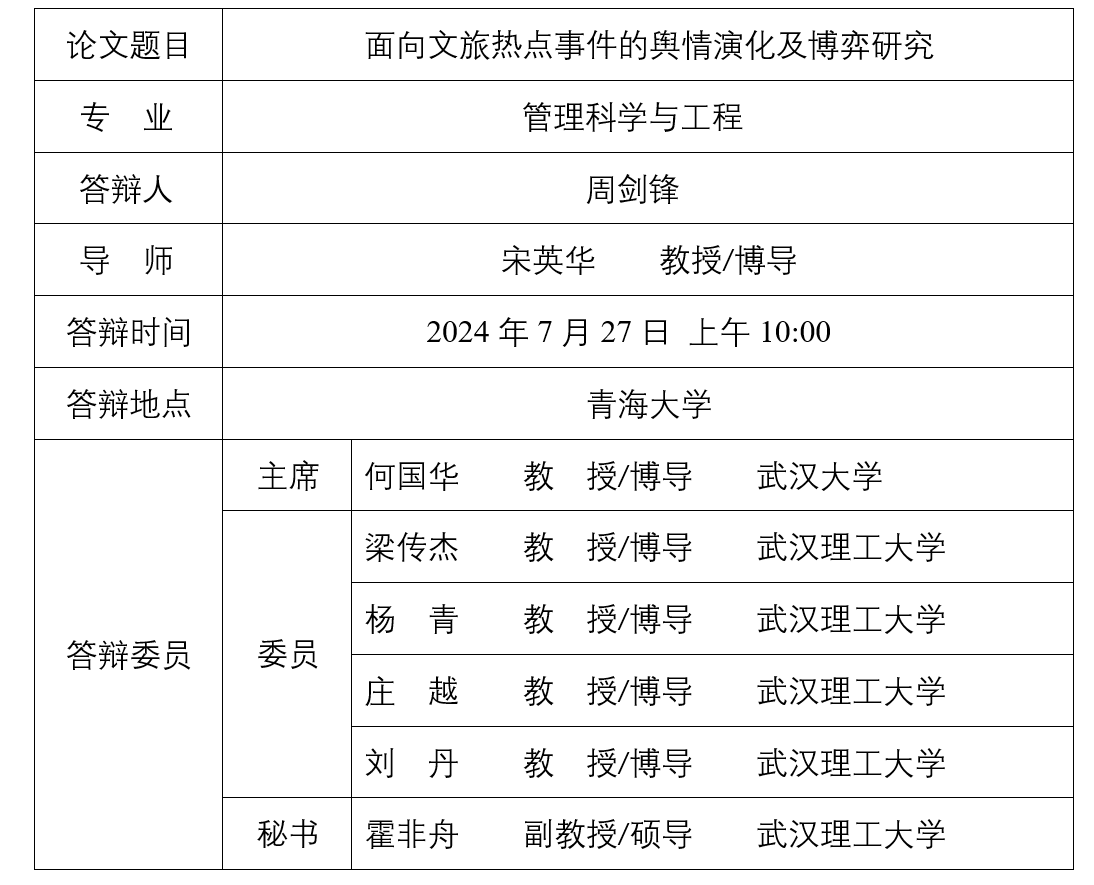 论文题目 面向文旅热点事件的舆情演化及博弈研究
专 业 管理科学与工程
答辩人 周剑锋
导 师 宋英华 教授/博导
答辩时间 2024 年 7 月 27 日 上午 10:00
答辩地点 青海大学
答辩委员 主席 何国华 教 授/博导 武汉大学
委员 梁传杰 教 授/博导 武汉理工大学
杨 青 教 授/博导 武汉理工大学
庄 越 教 授/博导 武汉理工大学
刘 丹 教 授/博导 武汉理工大学
秘书 霍非舟 副教授/硕导 武汉理工大学